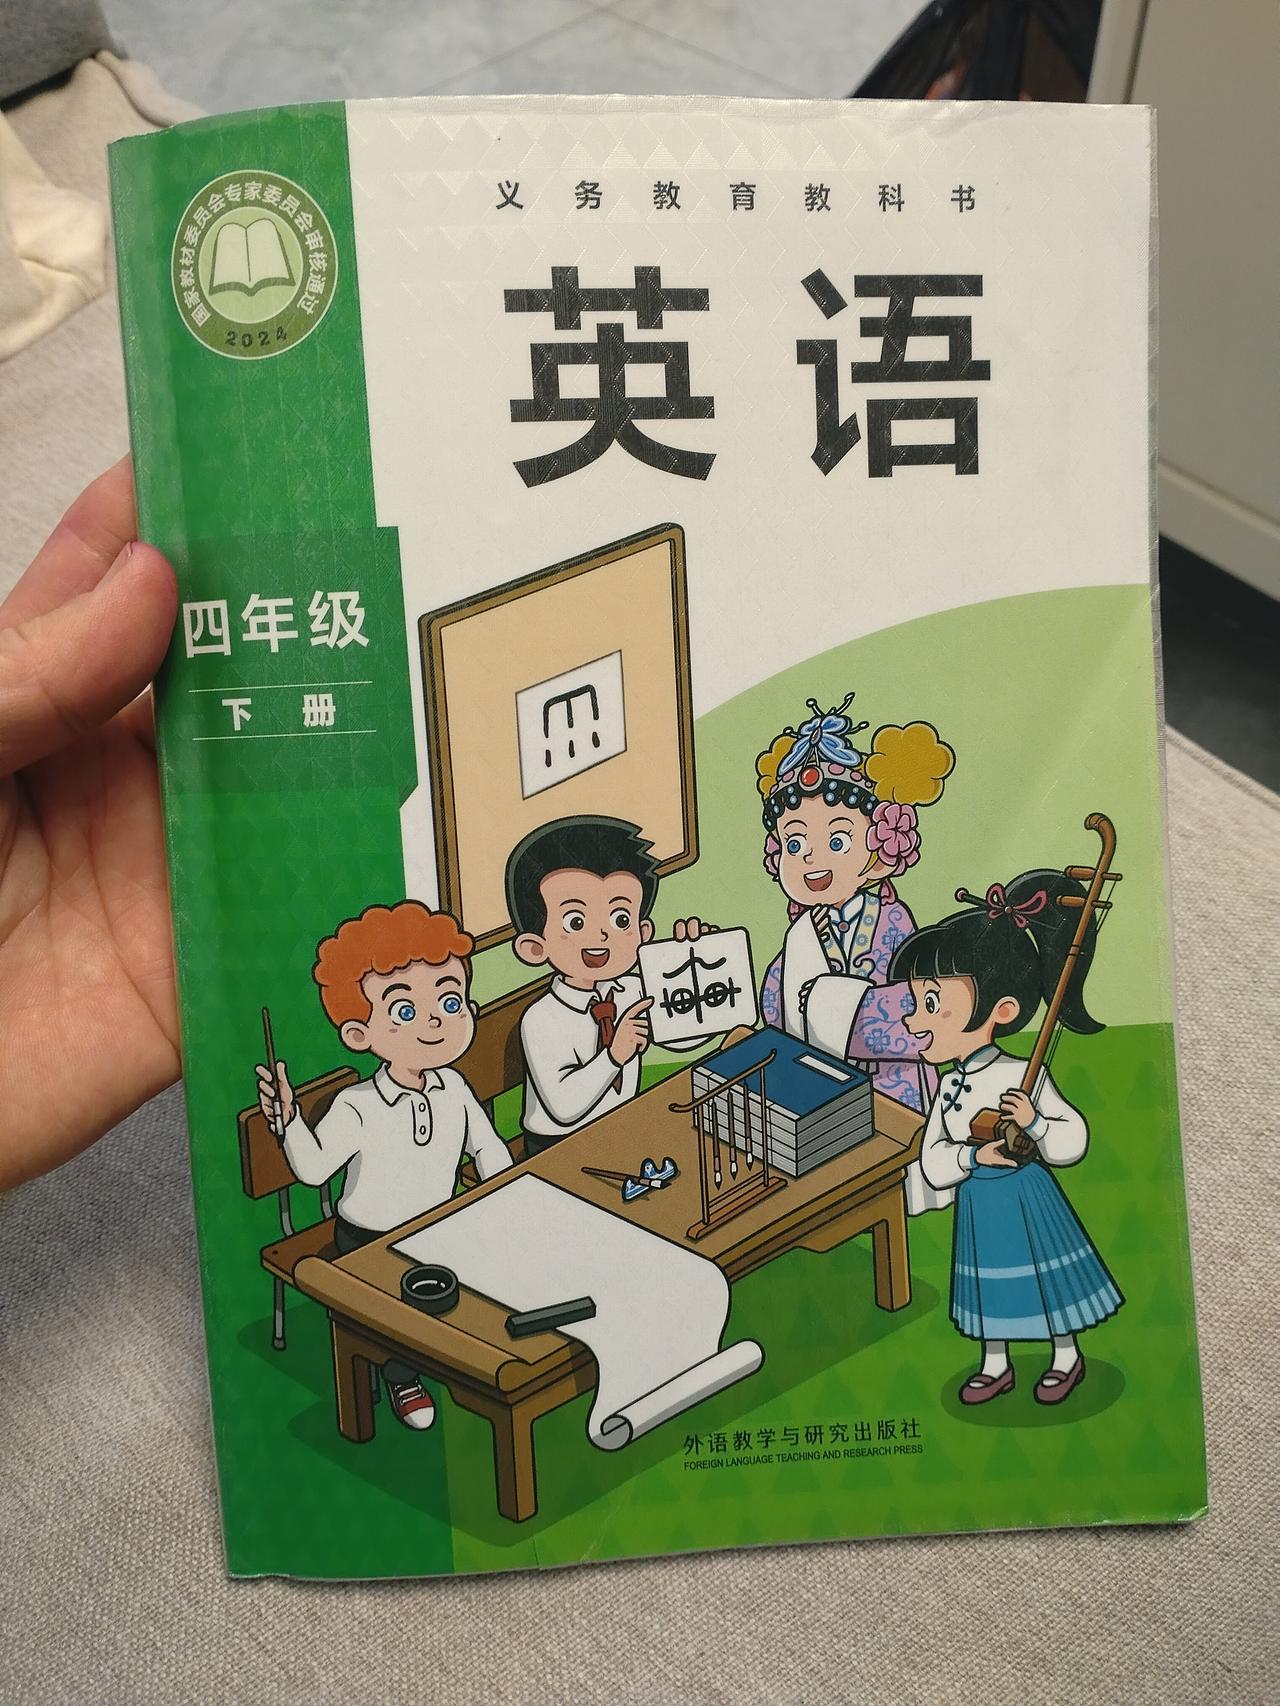 义务教育教科书
英语
国家教材委员会专家委员会审核通过
2024
四年级
下册
外语教学与研究出版社
FOREIGN LANGUAGE TEACHING AND RESEARCH PRESS